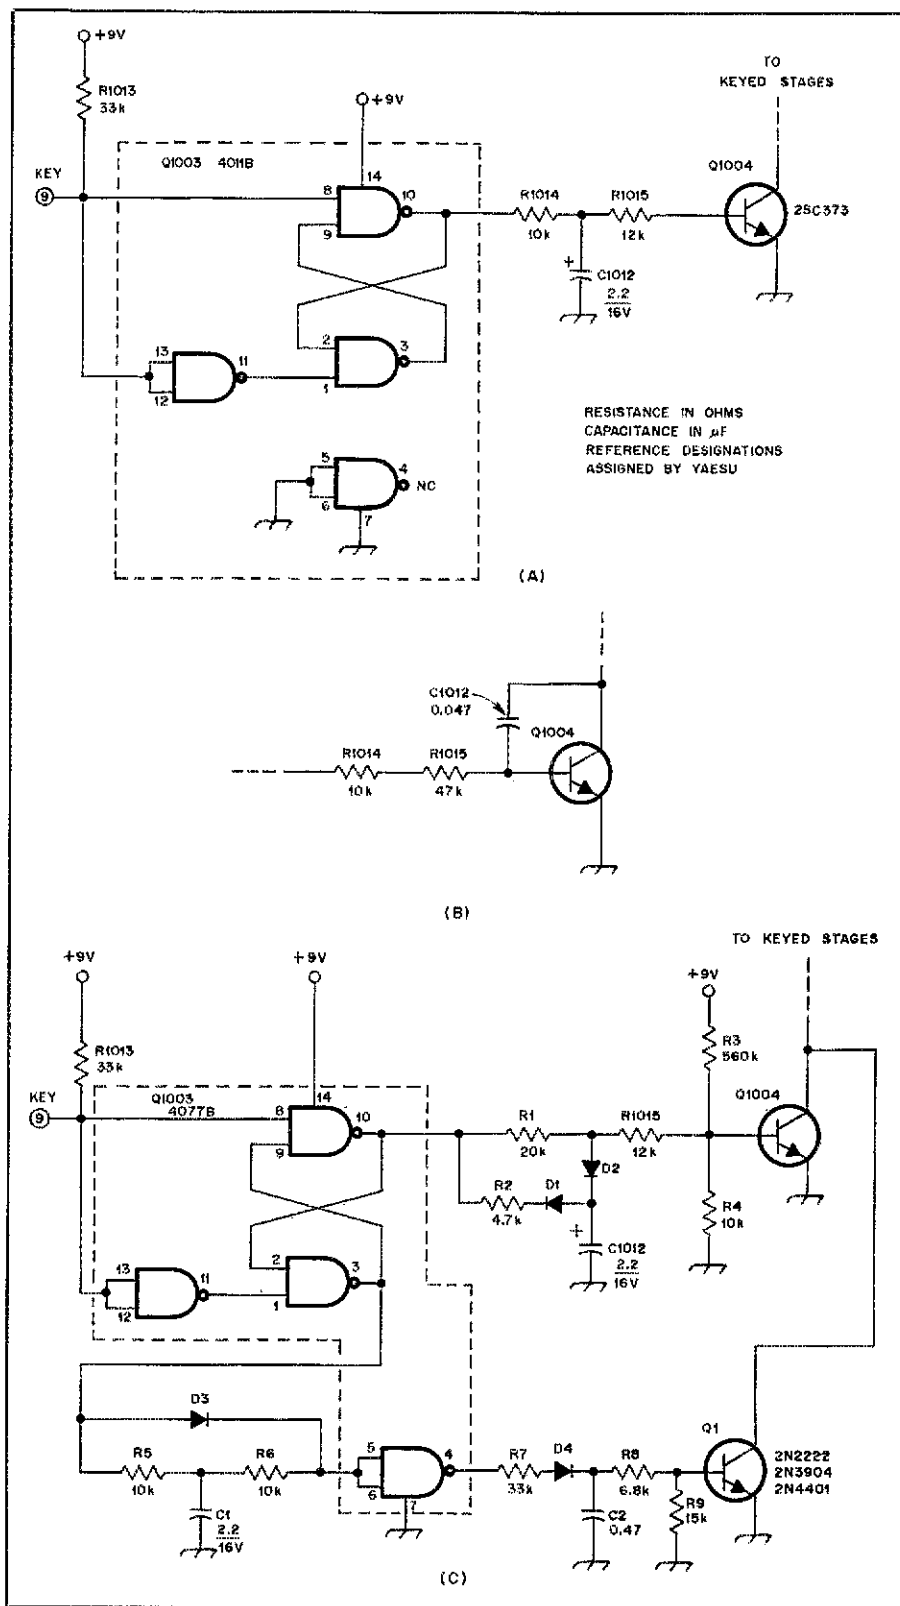 +9V
R1013
33k
KEY
9
Q1003 4011B
+9V
14
8
10
9
2
3
1
13
11
12
5
4
NC
6
7
R1014
10k
R1015
12k
+
C1012
2.2
16V
TO
KEYED STAGES
Q1004
2SC373
RESISTANCE IN OHMS
CAPACITANCE IN µF
REFERENCE DESIGNATIONS
ASSIGNED BY YAESU
(A)
C1012
0.047
Q1004
R1014
10k
R1015
47k
(B)
TO KEYED STAGES
+9V
+9V
+9V
R1013
33k
KEY
9
Q1003
4077B
14
8
10
9
2
3
1
13
11
12
R1
20k
R1015
12k
D2
R2
4.7k
D1
+
C1012
2.2
16V
R3
560k
Q1004
R4
10k
D3
R5
10k
R6
10k
C1
2.2
16V
5
4
6
7
R7
33k
D4
R8
6.8k
C2
0.47
R9
15k
Q1
2N2222
2N3904
2N4401
(C)